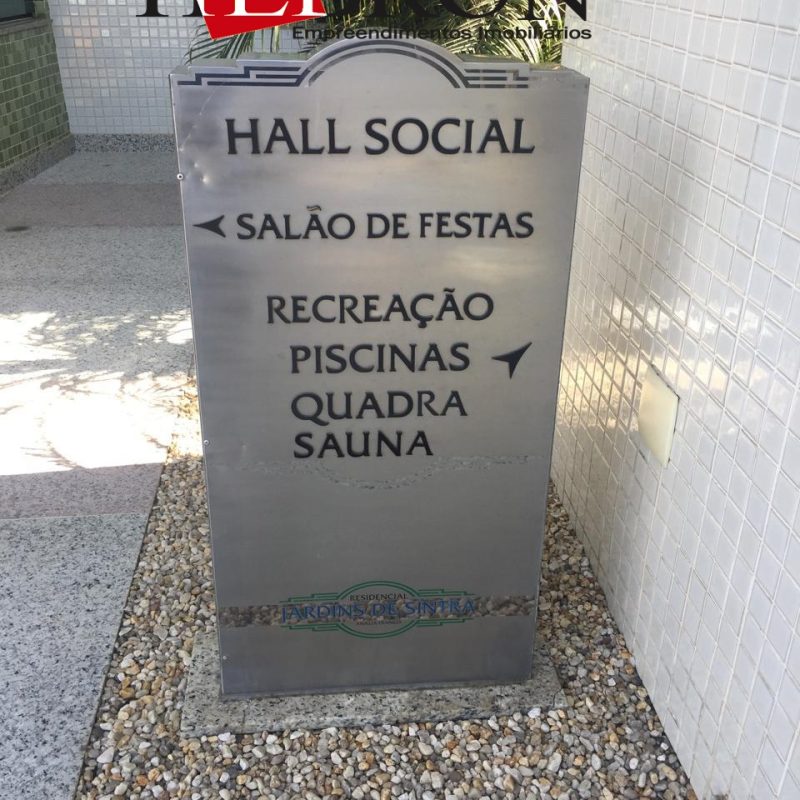 Empreendimentos Imobiliários
HALL SOCIAL
SALÃO DE FESTAS
RECREAÇÃO
PISCINAS
QUADRA
SAUNA
RESIDENCIAL
JARDINS DE SINTRA